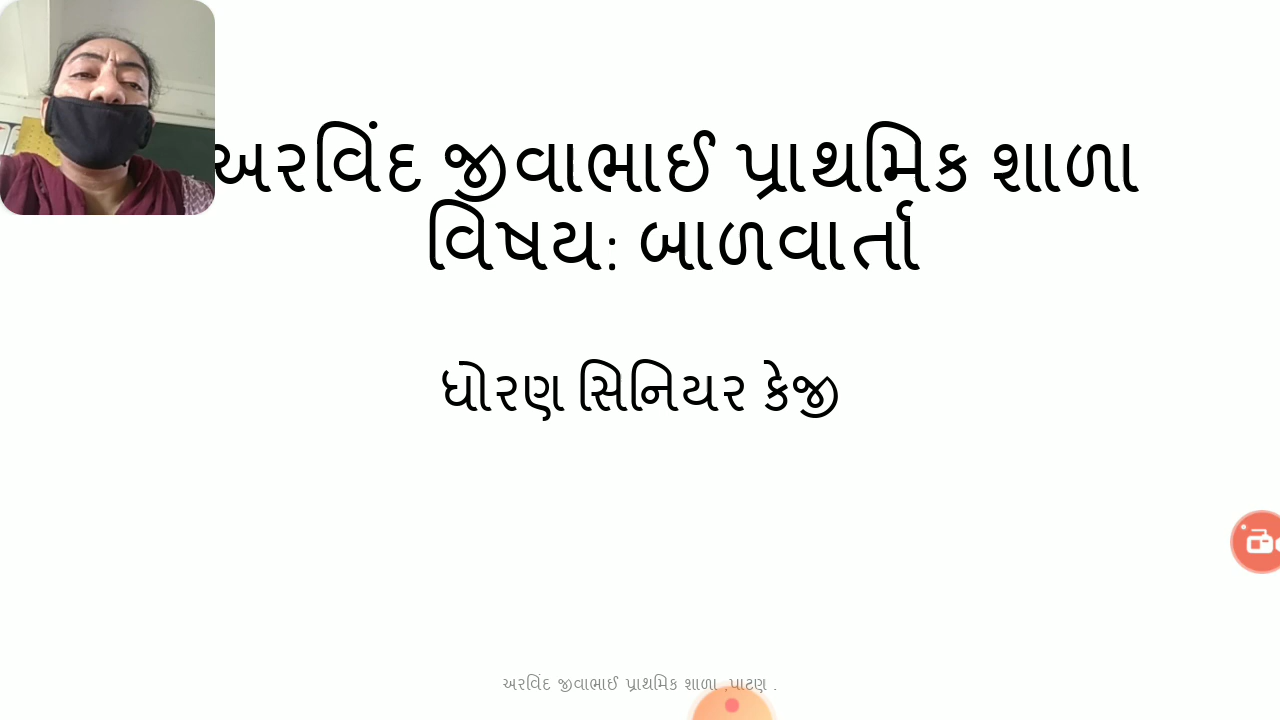 અરવિંદ જીવાભાઈ પ્રાથમિક શાળા
વિષય: બાળવાર્તા
ધોરણ સિનિયર કેજી
અરવિંદ જીવાભાઈ પ્રાથમિક શાળા ,પાટણ .